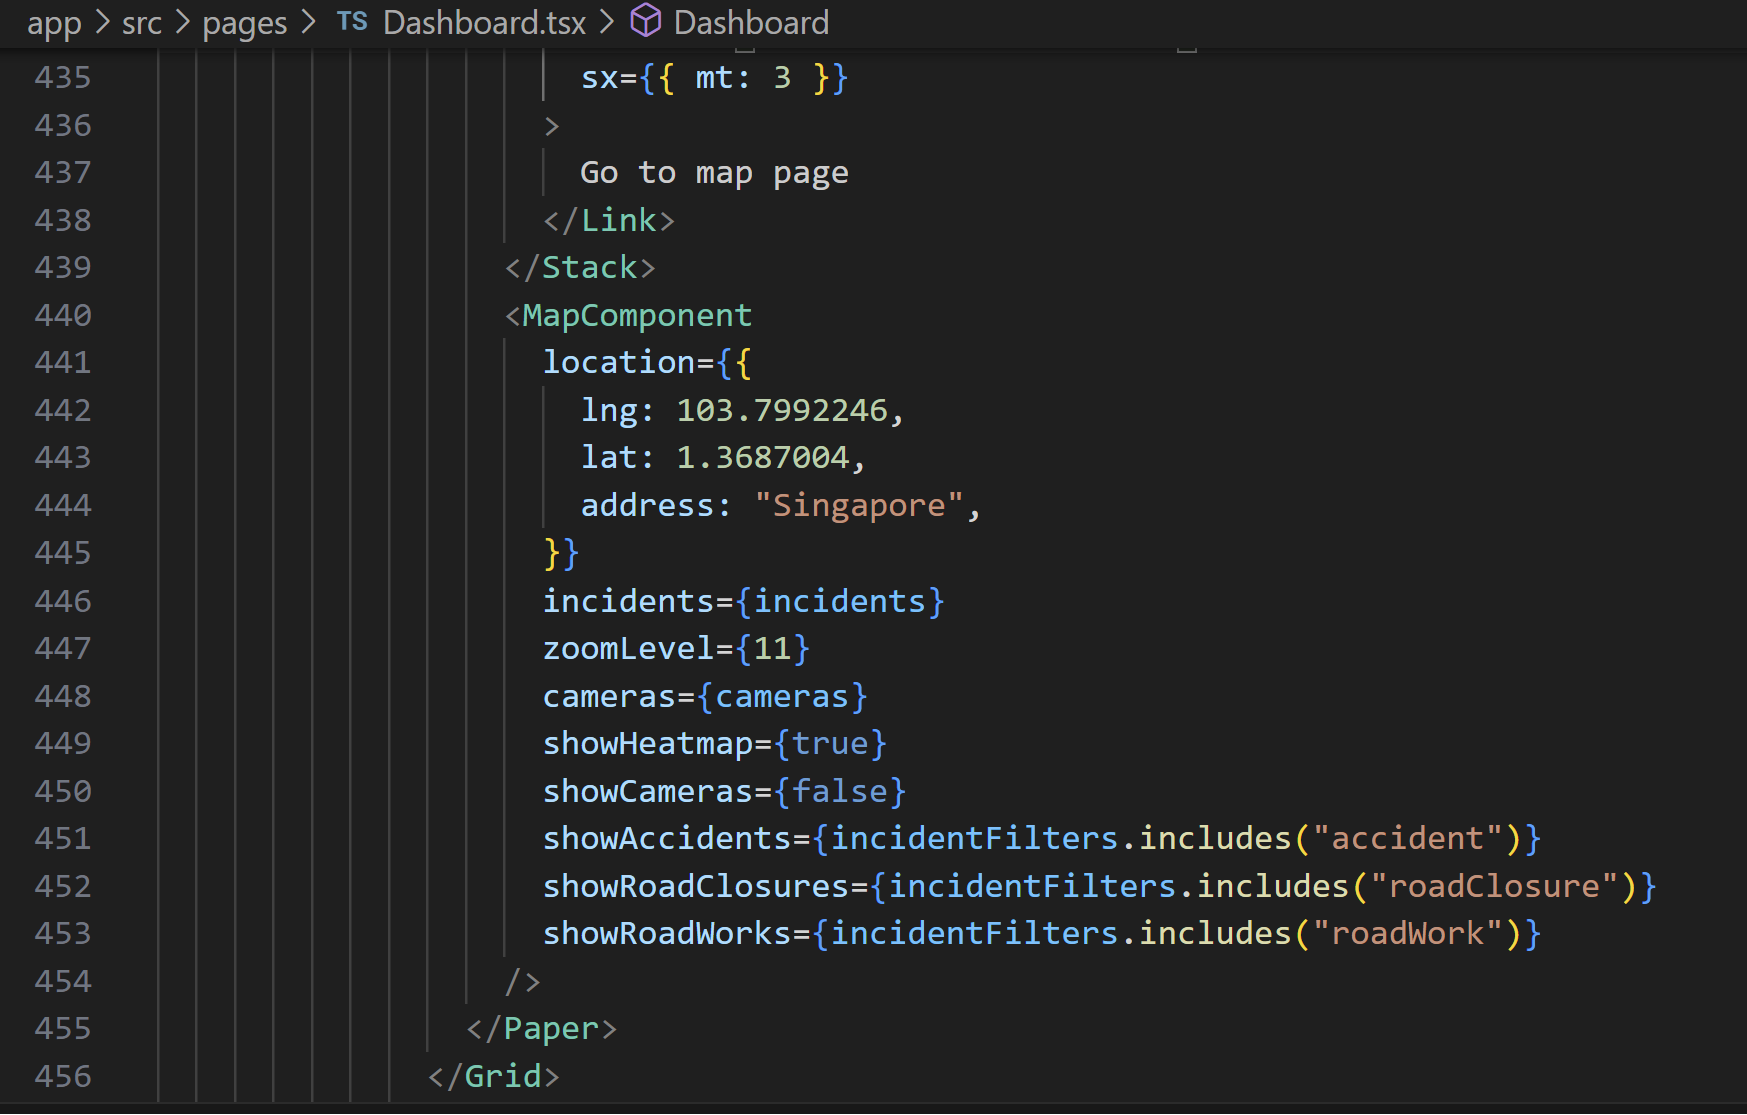 app > src > pages > TS Dashboard.tsx > Dashboard
435 sx={{ mt: 3 }}
436 >
437 Go to map page
438 </Link>
439 </Stack>
440 <MapComponent
441 location={{
442 lng: 103.7992246,
443 lat: 1.3687004,
444 address: "Singapore",
445 }}
446 incidents={incidents}
447 zoomLevel={11}
448 cameras={cameras}
449 showHeatmap={true}
450 showCameras={false}
451 showAccidents={incidentFilters.includes("accident")}
452 showRoadClosures={incidentFilters.includes("roadClosure")}
453 showRoadWorks={incidentFilters.includes("roadWork")}
454 />
455 </Paper>
456 </Grid>